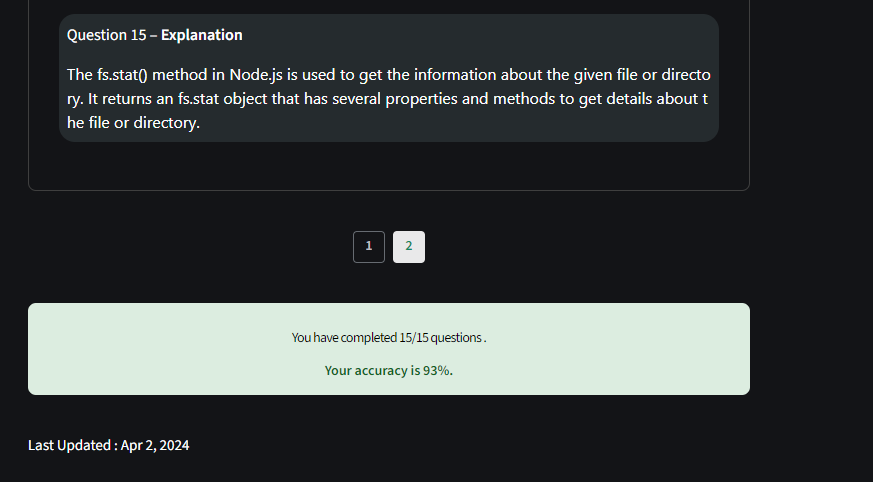 Question 15 – Explanation
The fs.stat() method in Node.js is used to get the information about the given file or directo
ry. It returns an fs.stat object that has several properties and methods to get details about t
he file or directory.
1 2
You have completed 15/15 questions .
Your accuracy is 93%.
Last Updated : Apr 2, 2024